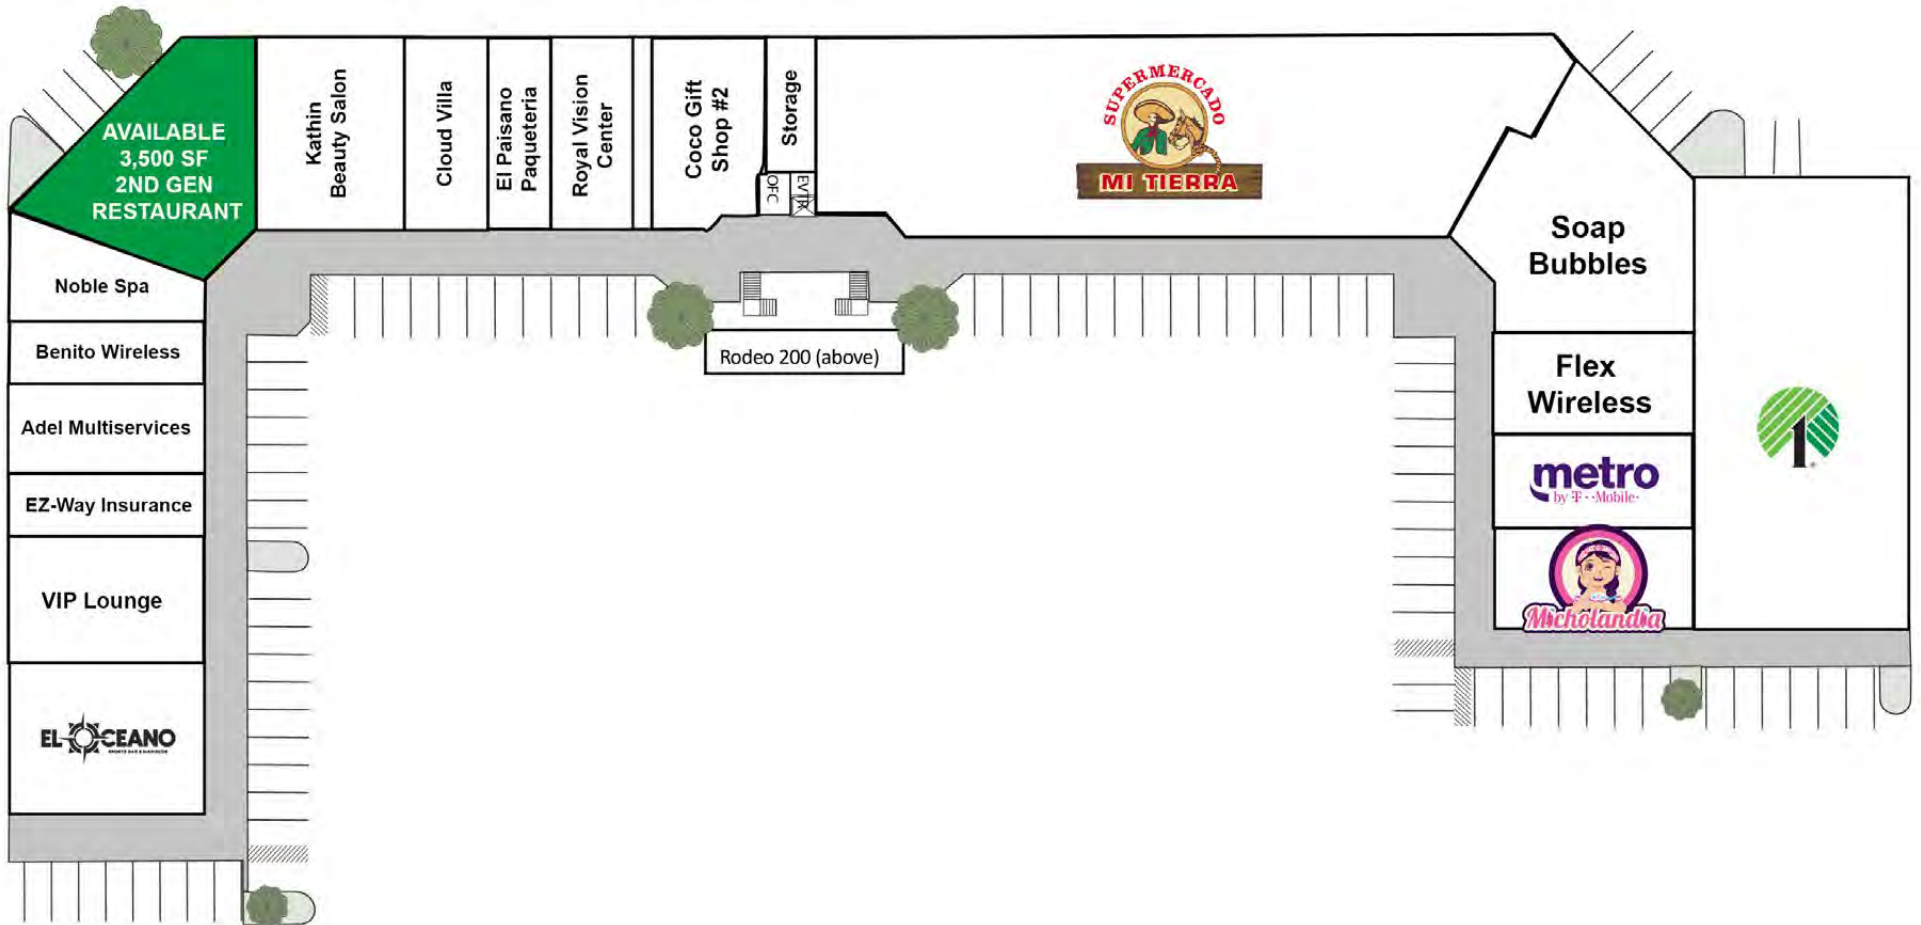 AVAILABLE
3,500 SF
2ND GEN
RESTAURANT
Kathin
Beauty Salon
Cloud Villa
El Paisano
Paqueteria
Royal Vision
Center
Coco Gift
Shop #2
Storage
OFC
EVTR
SUPERMERCADO
MI TIERRA
Soap
Bubbles
Noble Spa
Benito Wireless
Rodeo 200 (above)
Flex
Wireless
Adel Multiservices
1
metro
by T-Mobile
EZ-Way Insurance
VIP Lounge
Micholandia
EL OCEANO